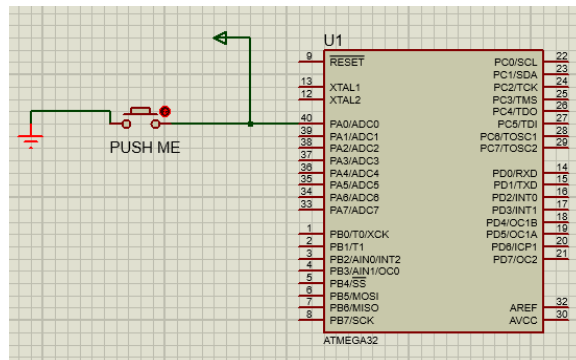 U1
9 RESET
13 XTAL1
12 XTAL2
40 PA0/ADC0
39 PA1/ADC1
38 PA2/ADC2
37 PA3/ADC3
36 PA4/ADC4
35 PA5/ADC5
34 PA6/ADC6
33 PA7/ADC7
1 PB0/T0/XCK
2 PB1/T1
3 PB2/AIN0/INT2
4 PB3/AIN1/OC0
5 PB4/SS
6 PB5/MOSI
7 PB6/MISO
8 PB7/SCK
PC0/SCL 22
PC1/SDA 23
PC2/TCK 24
PC3/TMS 25
PC4/TDO 26
PC5/TDI 27
PC6/TOSC1 28
PC7/TOSC2 29
PD0/RXD 14
PD1/TXD 15
PD2/INT0 16
PD3/INT1 17
PD4/OC1B 18
PD5/OC1A 19
PD6/ICP1 20
PD7/OC2 21
AREF 32
AVCC 30
ATMEGA32
PUSH ME